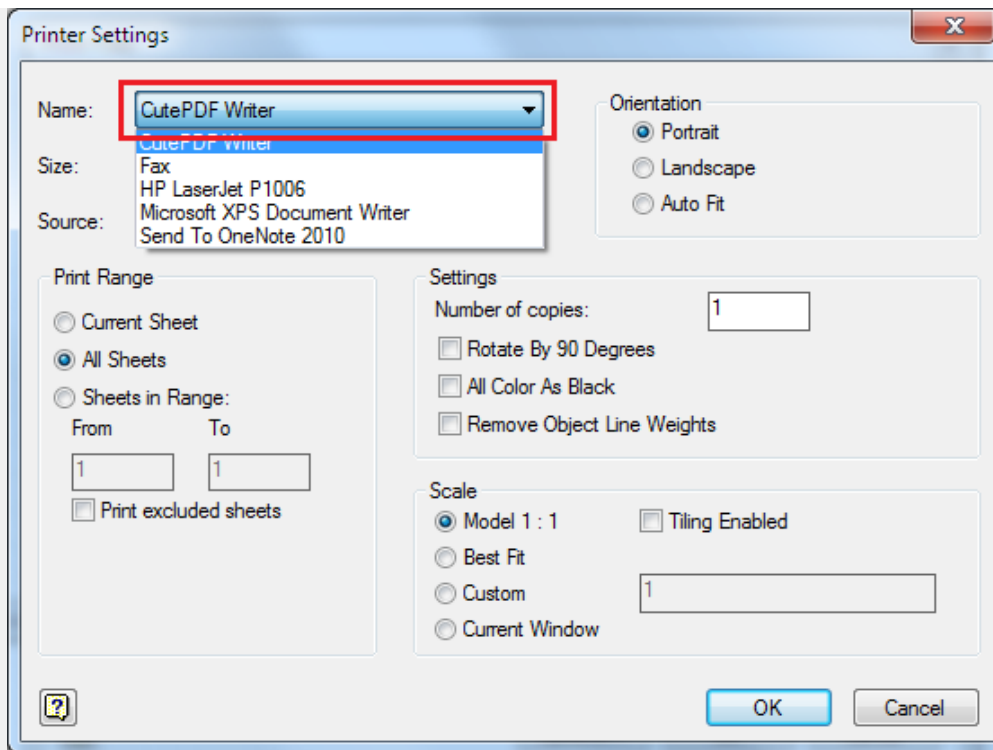 Printer Settings
Name:
CutePDF Writer
CutePDF Writer
Fax
HP LaserJet P1006
Microsoft XPS Document Writer
Send To OneNote 2010
Size:
Source:
Orientation
Portrait
Landscape
Auto Fit
Print Range
Current Sheet
All Sheets
Sheets in Range:
From To
1 1
Print excluded sheets
Settings
Number of copies: 1
Rotate By 90 Degrees
All Color As Black
Remove Object Line Weights
Scale
Model 1 : 1 Tiling Enabled
Best Fit
Custom 1
Current Window
OK Cancel